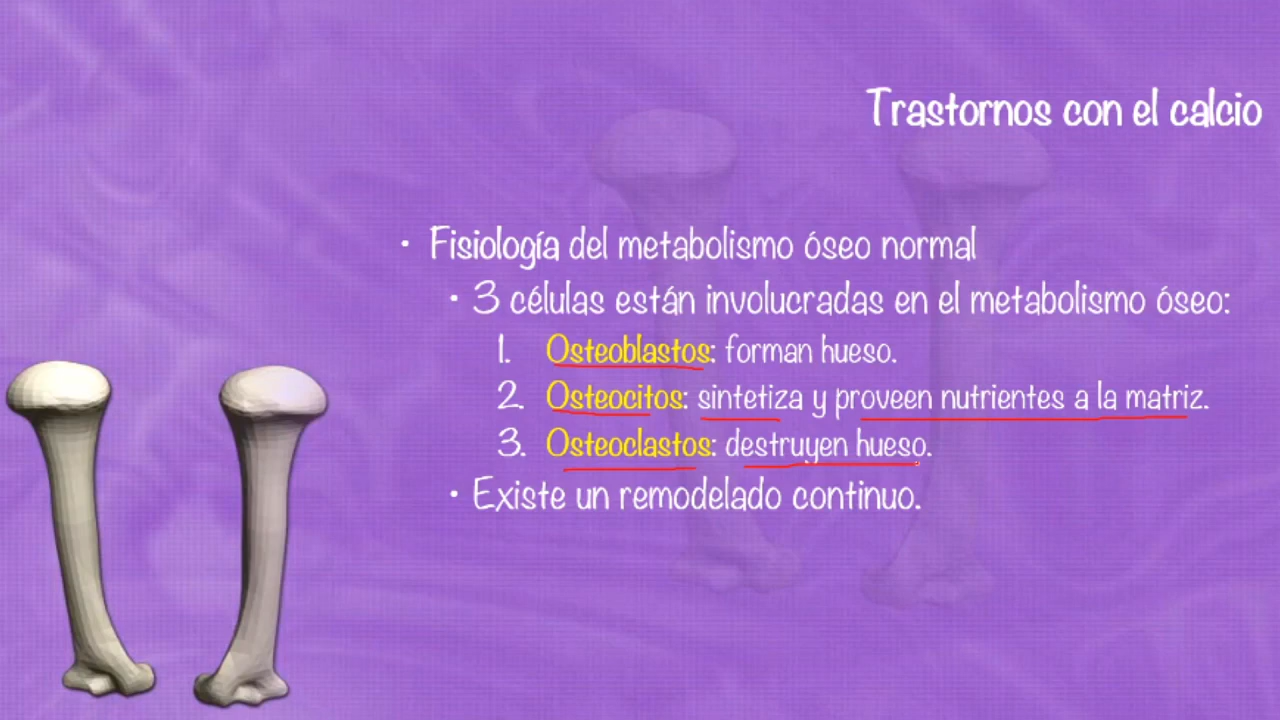 Trastornos con el calcio
• Fisiología del metabolismo óseo normal
• 3 células están involucradas en el metabolismo óseo:
1. Osteoblastos: forman hueso.
2. Osteocitos: sintetiza y proveen nutrientes a la matriz.
3. Osteoclastos: destruyen hueso.
• Existe un remodelado continuo.